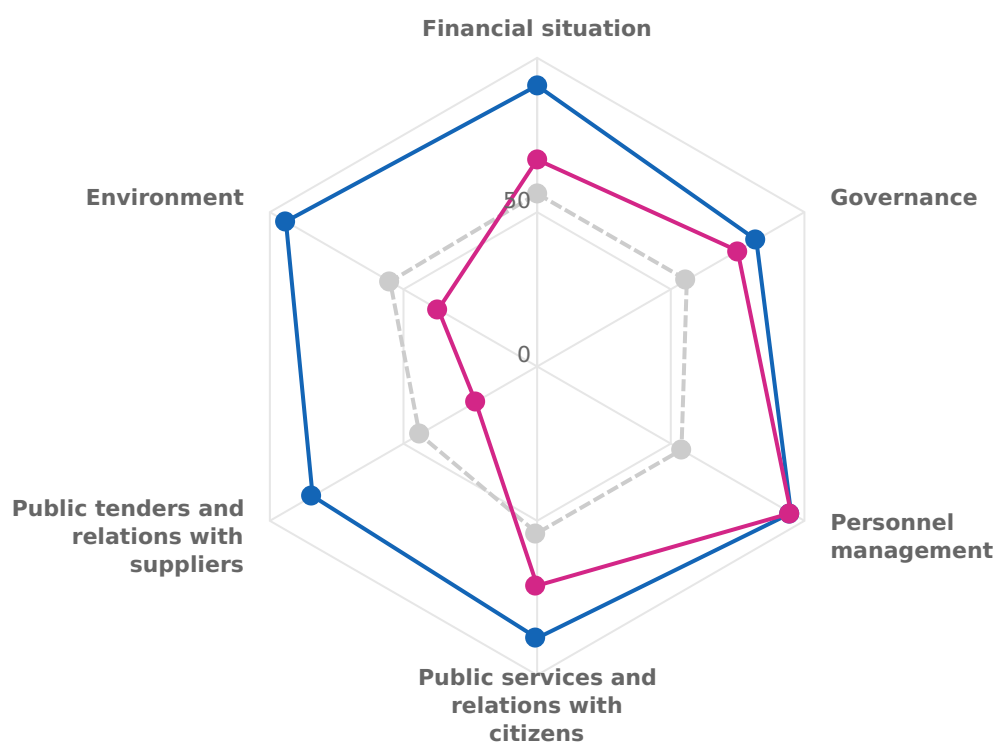 Financial situation
Environment
Governance
50
0
Public tenders and
relations with
suppliers
Personnel
management
Public services and
relations with
citizens